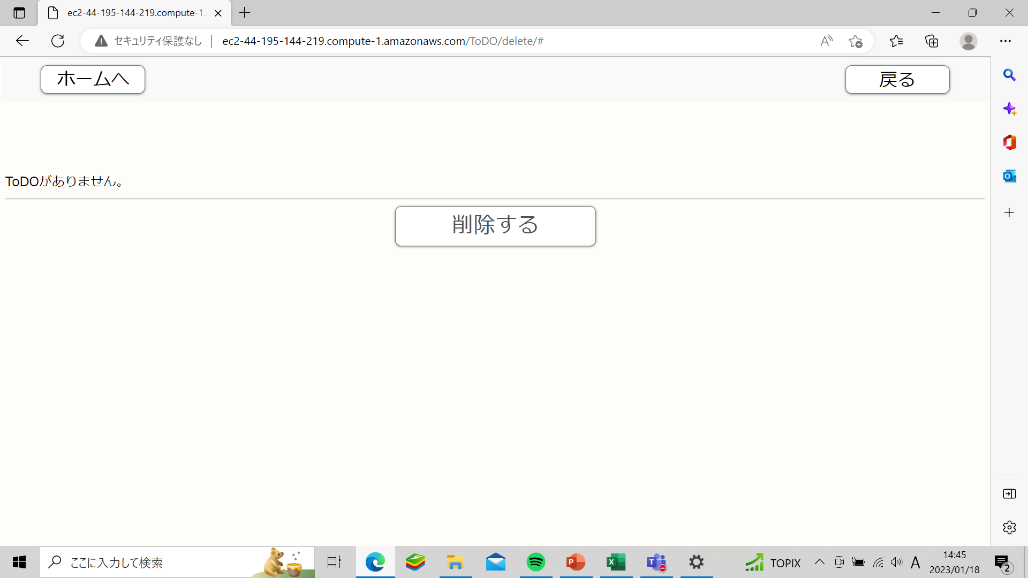 ec2-44-195-144-219.compute-1.
セキュリティ保護なし
ec2-44-195-144-219.compute-1.amazonaws.com/ToDO/delete/#
ホームへ
戻る
ToDOがありません。
削除する
ここに入力して検索
TOPIX
A
14:45
2023/01/18
2